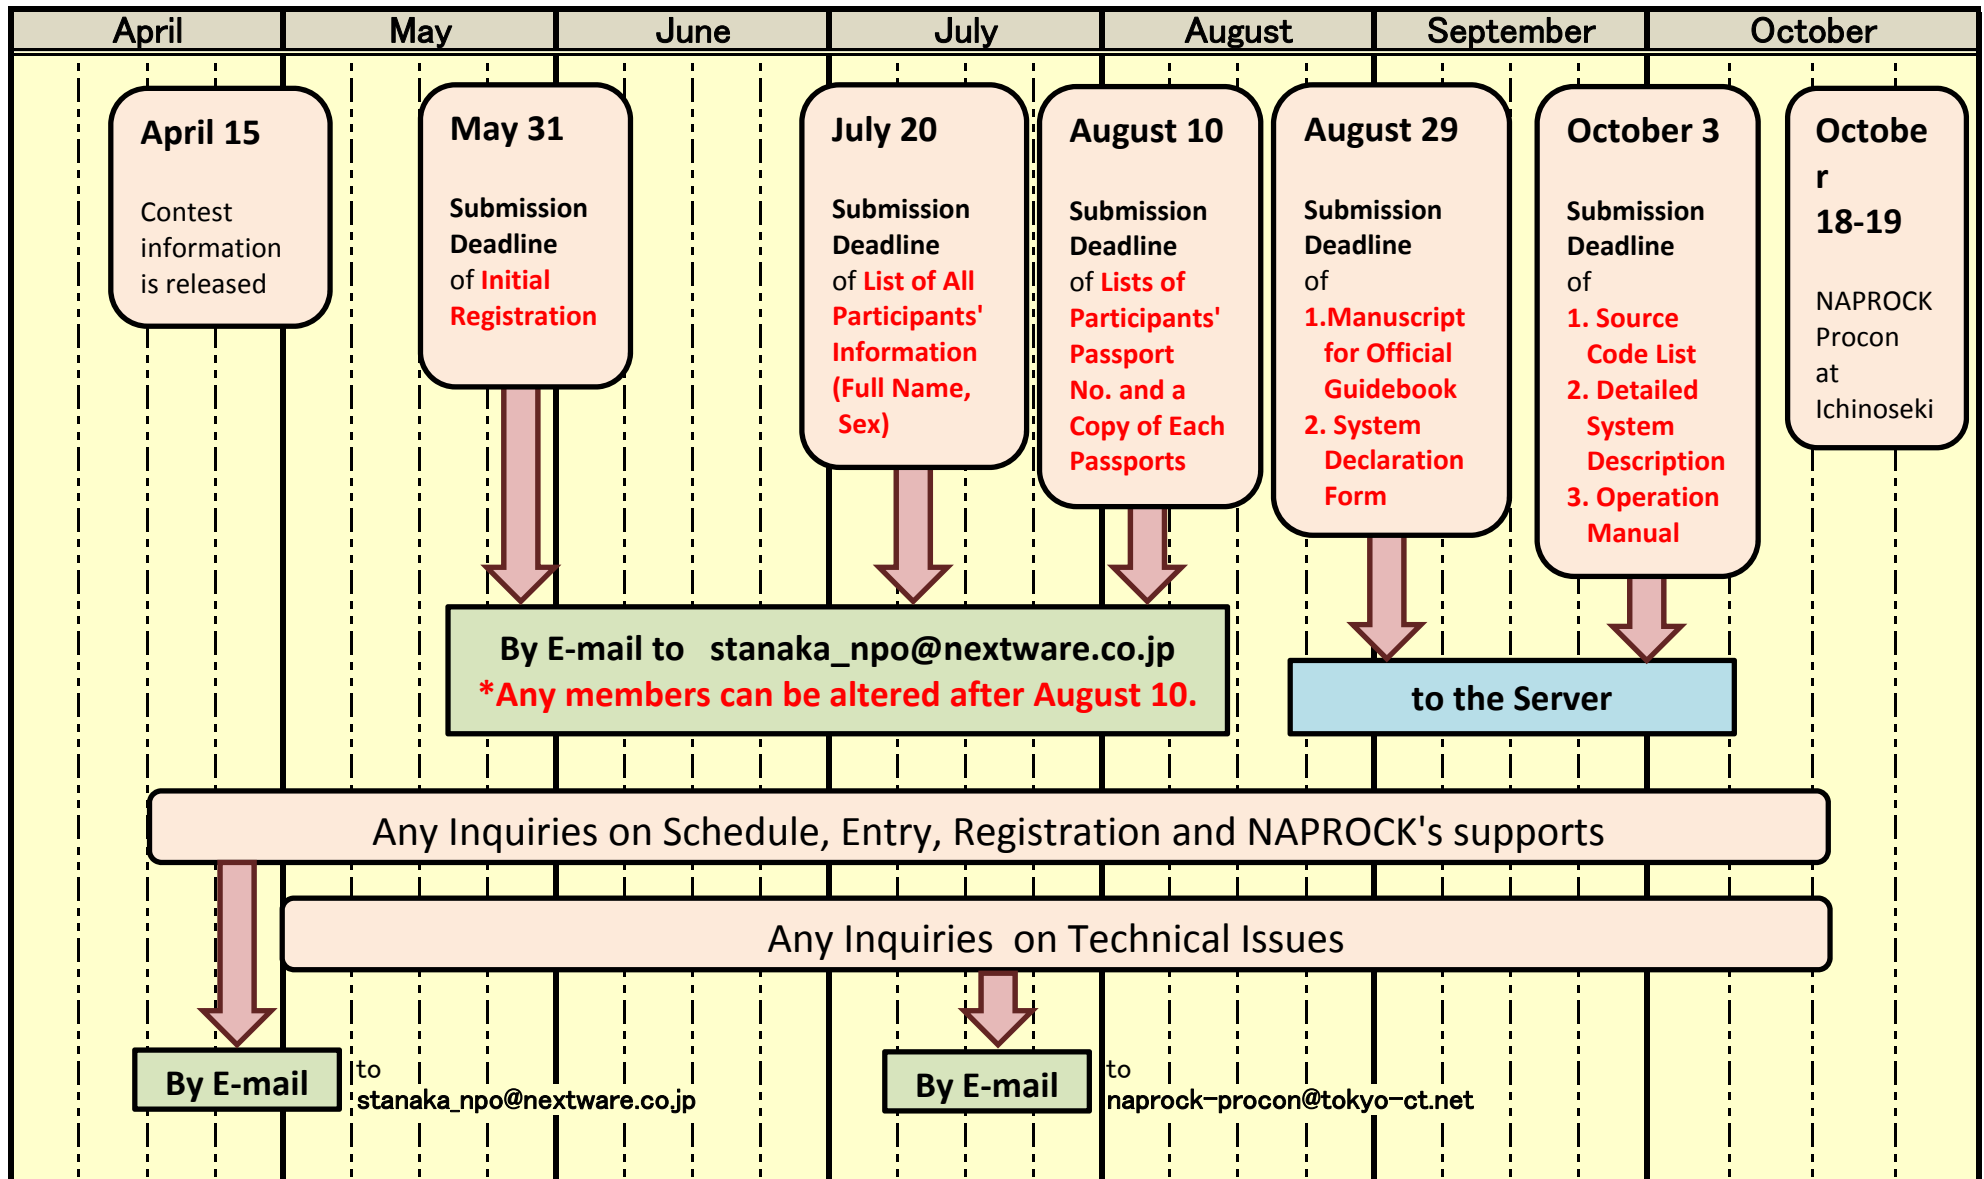 April May June July August September October
April 15
Contest
information
is released
May 31
Submission
Deadline
of Initial
Registration
July 20
Submission
Deadline
of List of All
Participants'
Information
(Full Name,
Sex)
August 10
Submission
Deadline
of Lists of
Participants'
Passport
No. and a
Copy of Each
Passports
August 29
Submission
Deadline
of
1.Manuscript
for Official
Guidebook
2. System
Declaration
Form
October 3
Submission
Deadline
of
1. Source
Code List
2. Detailed
System
Description
3. Operation
Manual
Octobe
r
18-19
NAPROCK
Procon
at
Ichinoseki
By E-mail to stanaka_npo@nextware.co.jp
*Any members can be altered after August 10.
to the Server
Any Inquiries on Schedule, Entry, Registration and NAPROCK's supports
Any Inquiries on Technical Issues
By E-mail
to
stanaka_npo@nextware.co.jp
By E-mail
to
naprock-procon@tokyo-ct.net